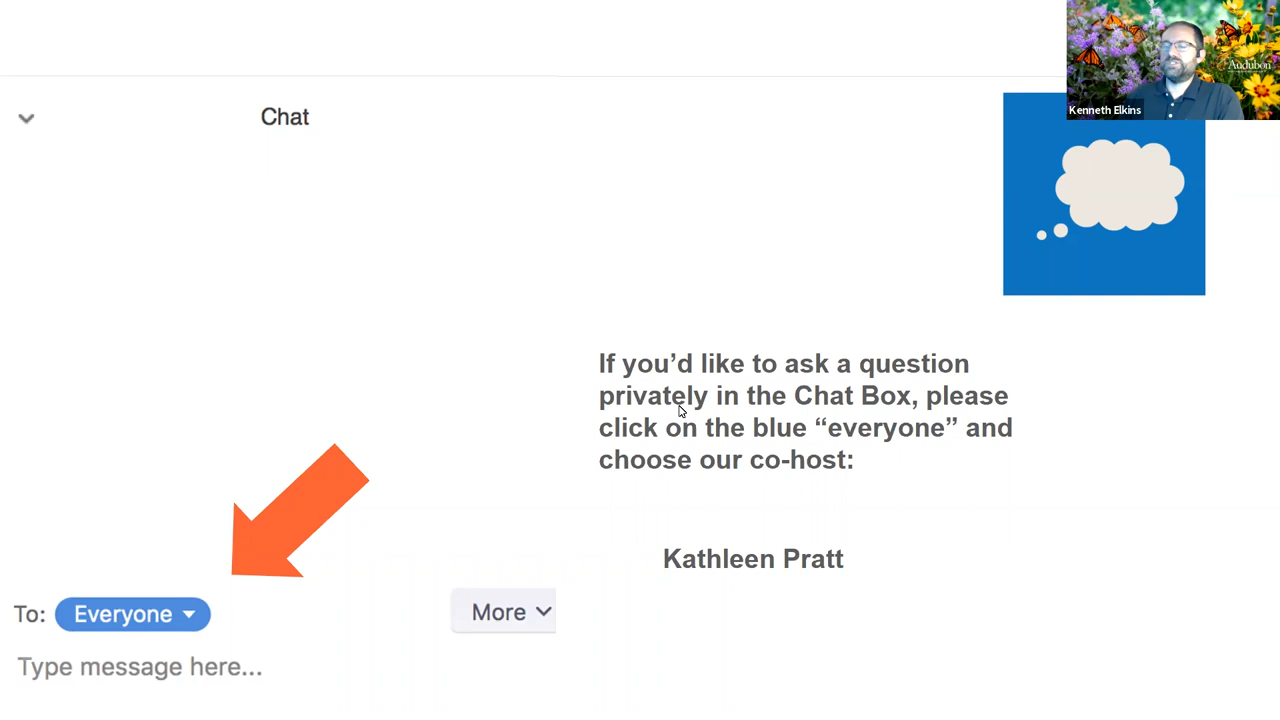 Chat
Audubon
Kenneth Elkins
If you’d like to ask a question
privately in the Chat Box, please
click on the blue “everyone” and
choose our co-host:
Kathleen Pratt
To: Everyone
More
Type message here...